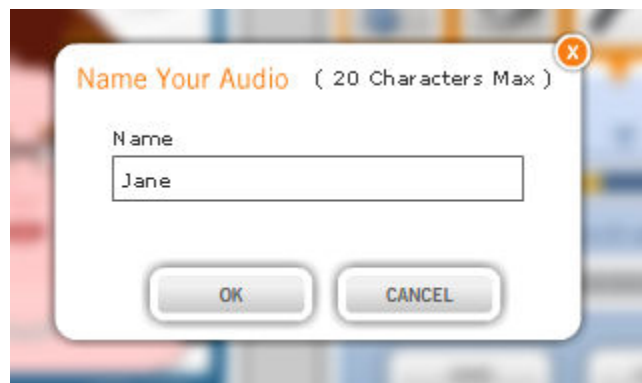 X
Name Your Audio ( 20 Characters Max )
Name
Jane
OK CANCEL